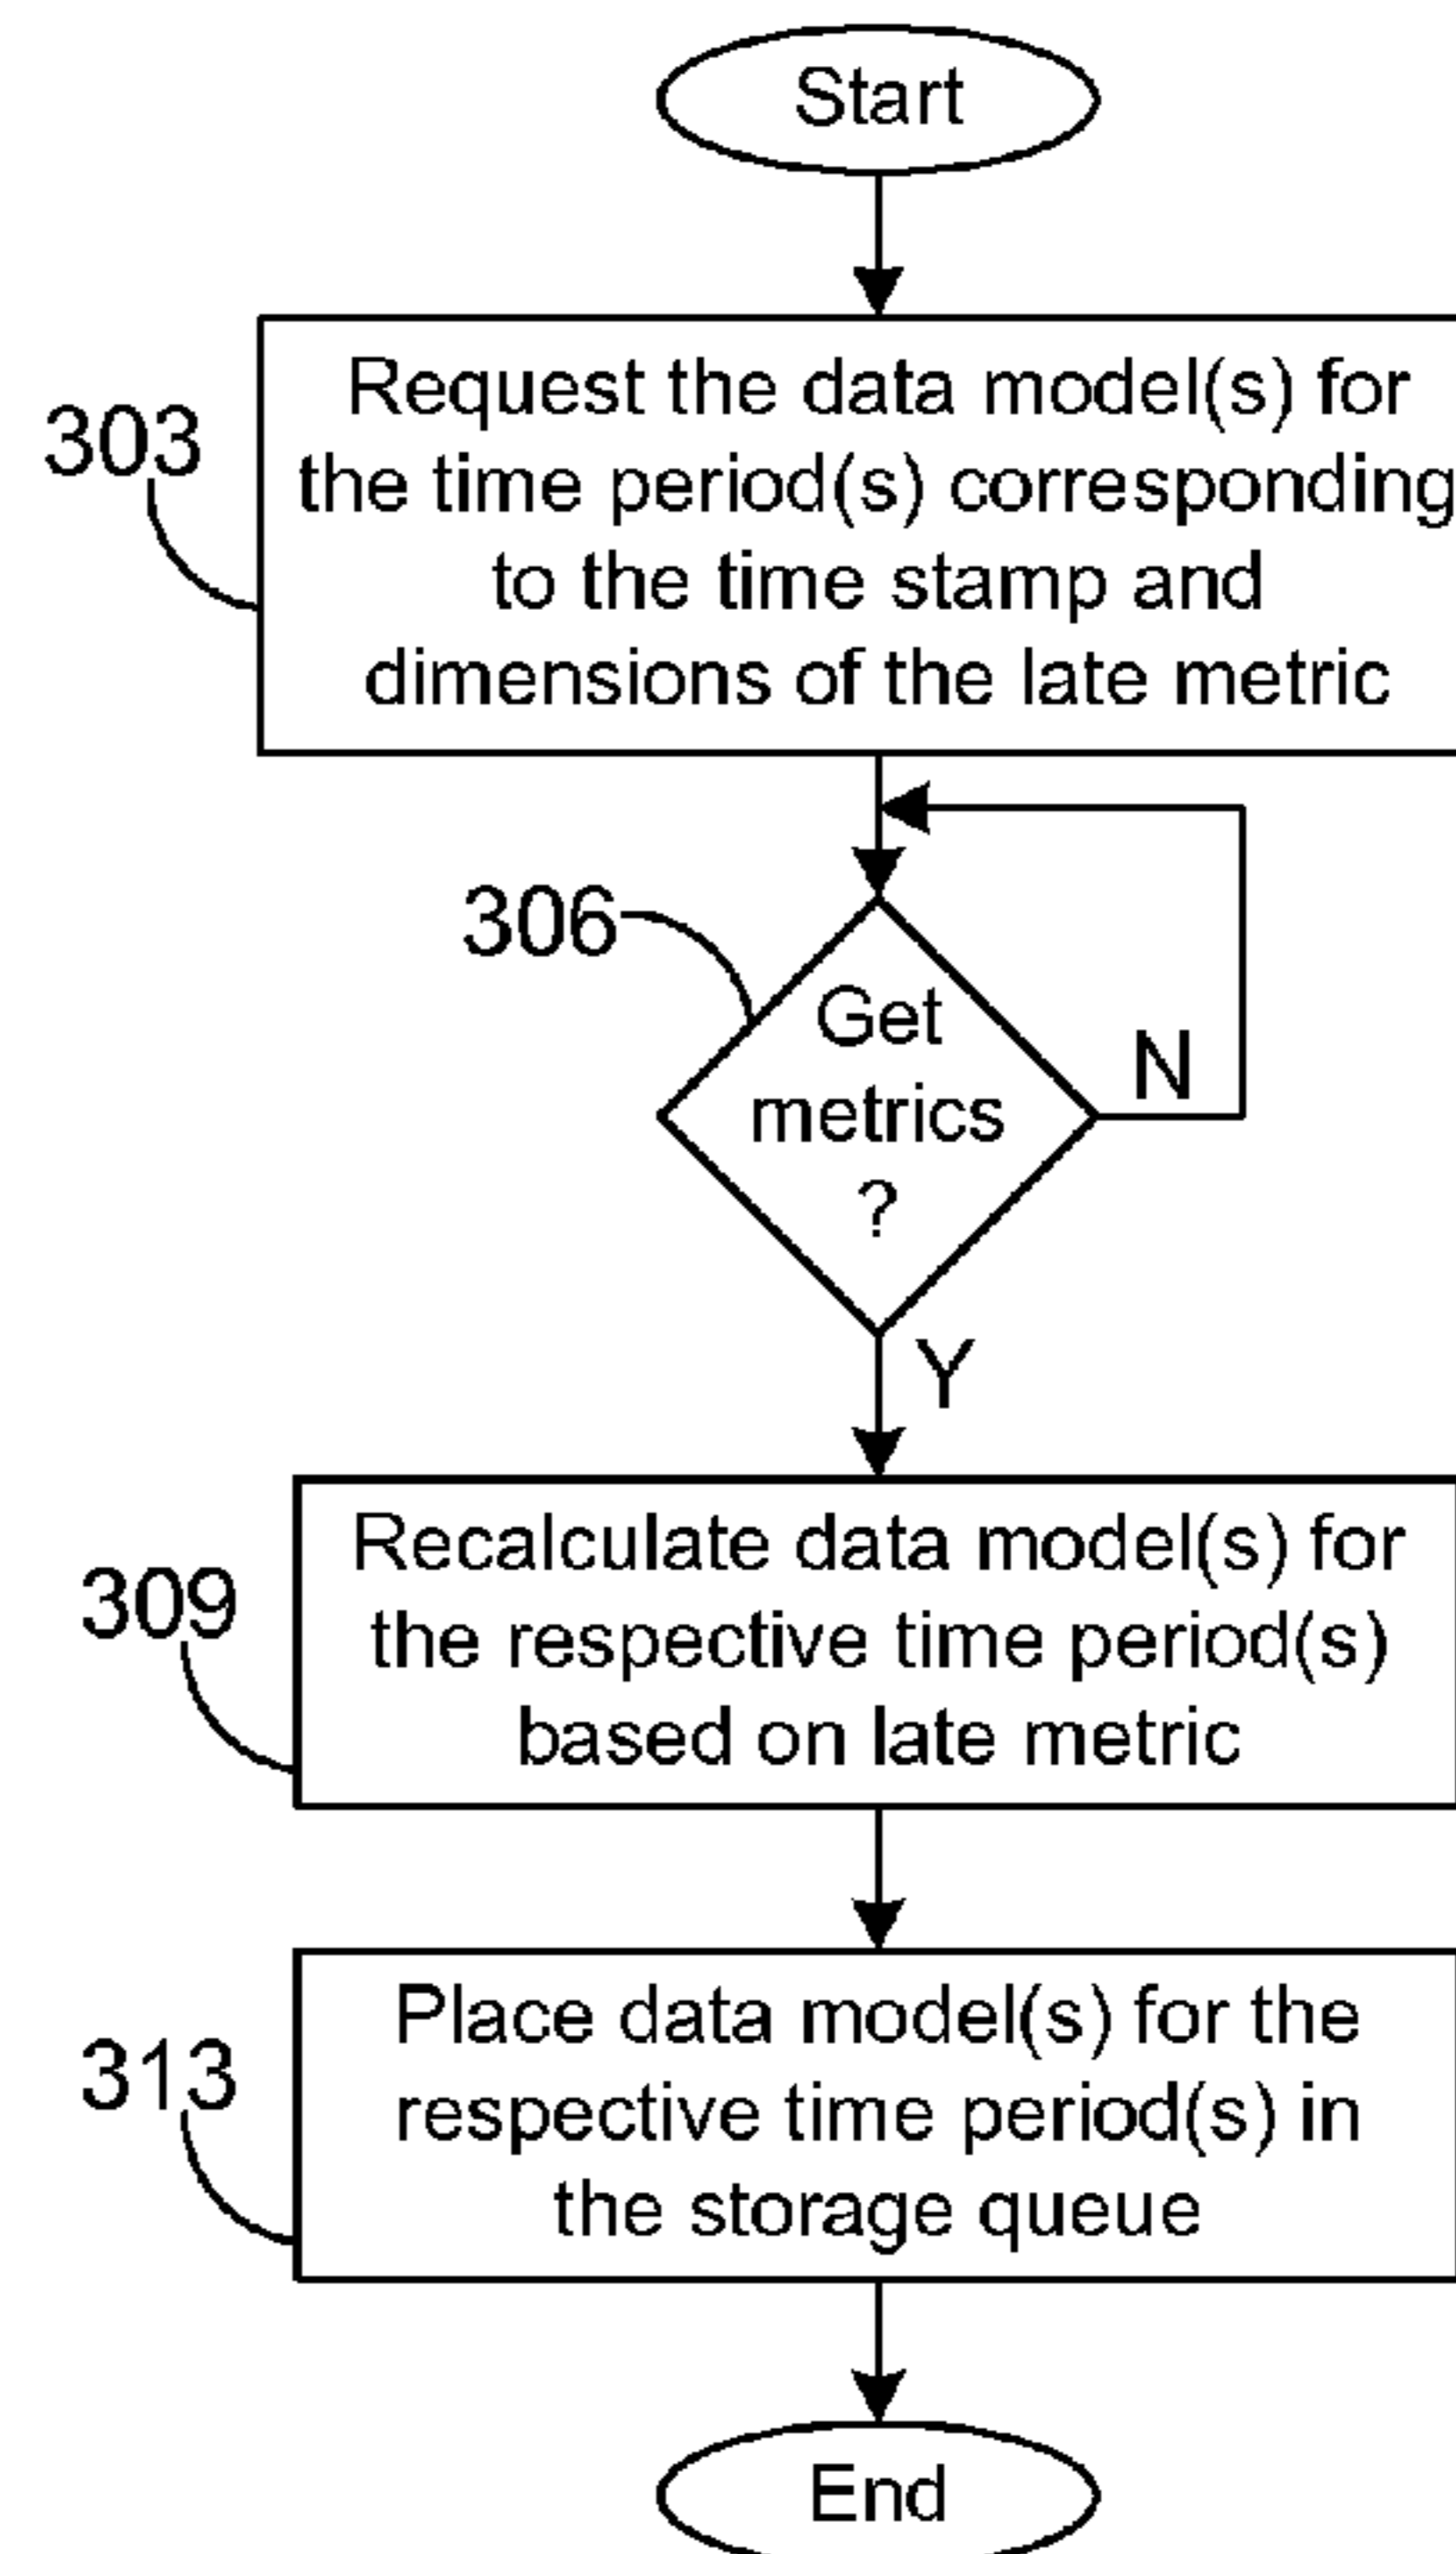 Start
303
Request the data model(s) for
the time period(s) corresponding
to the time stamp and
dimensions of the late metric
306
Get
metrics
?
N
Y
309
Recalculate data model(s) for
the respective time period(s)
based on late metric
313
Place data model(s) for the
respective time period(s) in
the storage queue
End